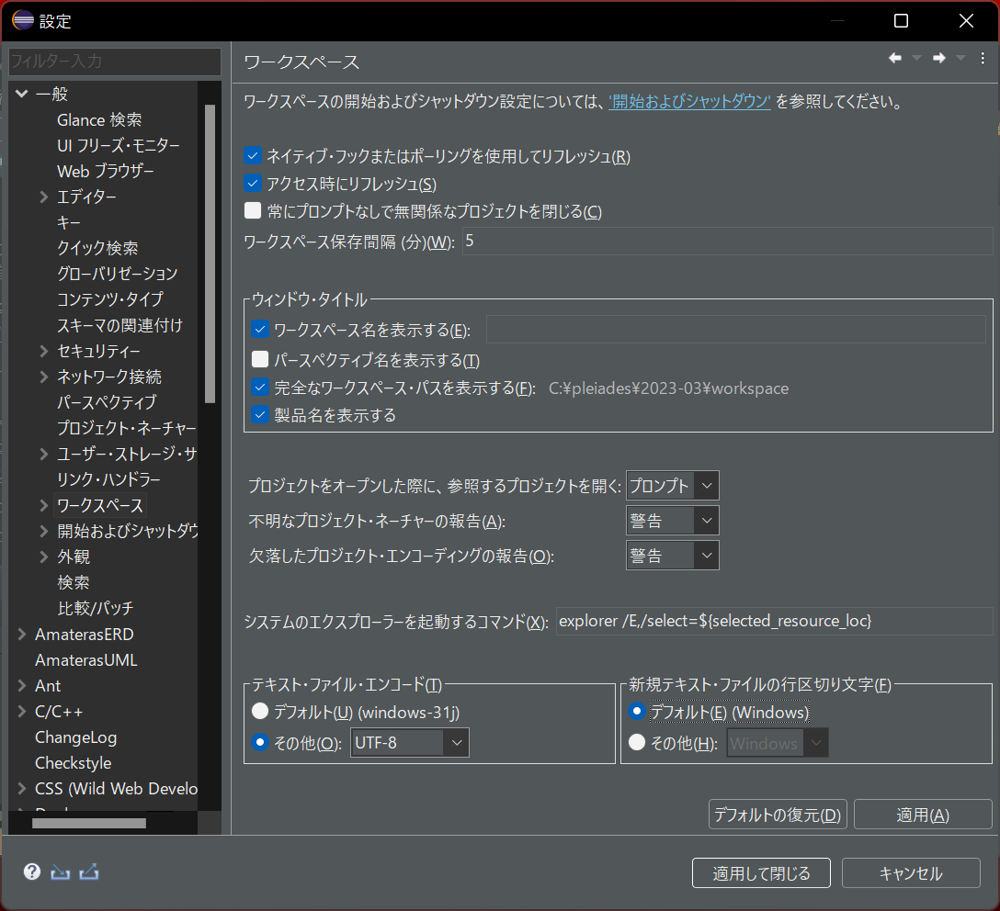 設定
フィルター入力
一般
Glance 検索
UI フリーズ・モニター
Web ブラウザー
エディター
キー
クイック検索
グローバリゼーション
コンテンツ・タイプ
スキーマの関連付け
セキュリティー
ネットワーク接続
パースペクティブ
プロジェクト・ネーチャー
ユーザー・ストレージ・サ
リンク・ハンドラー
ワークスペース
開始およびシャットダウ
外観
検索
比較/パッチ
AmaterasERD
AmaterasUML
Ant
C/C++
ChangeLog
Checkstyle
CSS (Wild Web Develo
ワークスペース
ワークスペースの開始およびシャットダウン設定については、'開始およびシャットダウン' を参照してください。
ネイティブ・フックまたはポーリングを使用してリフレッシュ(R)
アクセス時にリフレッシュ(S)
常にプロンプトなしで無関係なプロジェクトを閉じる(C)
ワークスペース保存間隔 (分)(W): 5
ウィンドウ・タイトル
ワークスペース名を表示する(E):
パースペクティブ名を表示する(T)
完全なワークスペース・パスを表示する(F): C:¥pleiades¥2023-03¥workspace
製品名を表示する
プロジェクトをオープンした際に、参照するプロジェクトを開く: プロンプト
不明なプロジェクト・ネーチャーの報告(A): 警告
欠落したプロジェクト・エンコーディングの報告(O): 警告
システムのエクスプローラーを起動するコマンド(X): explorer /E,/select=${selected_resource_loc}
テキスト・ファイル・エンコード(T)
デフォルト(U) (windows-31j)
その他(O): UTF-8
新規テキスト・ファイルの行区切り文字(F)
デフォルト(E) (Windows)
その他(H): Windows
デフォルトの復元(D) 適用(A)
適用して閉じる キャンセル